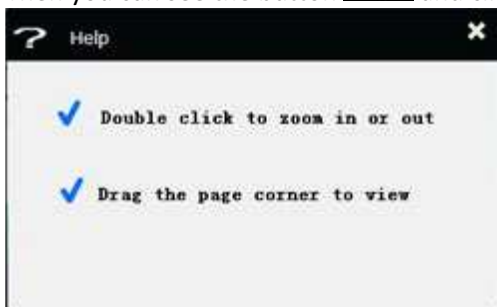 Help
Double click to zoom in or out
Drag the page corner to view